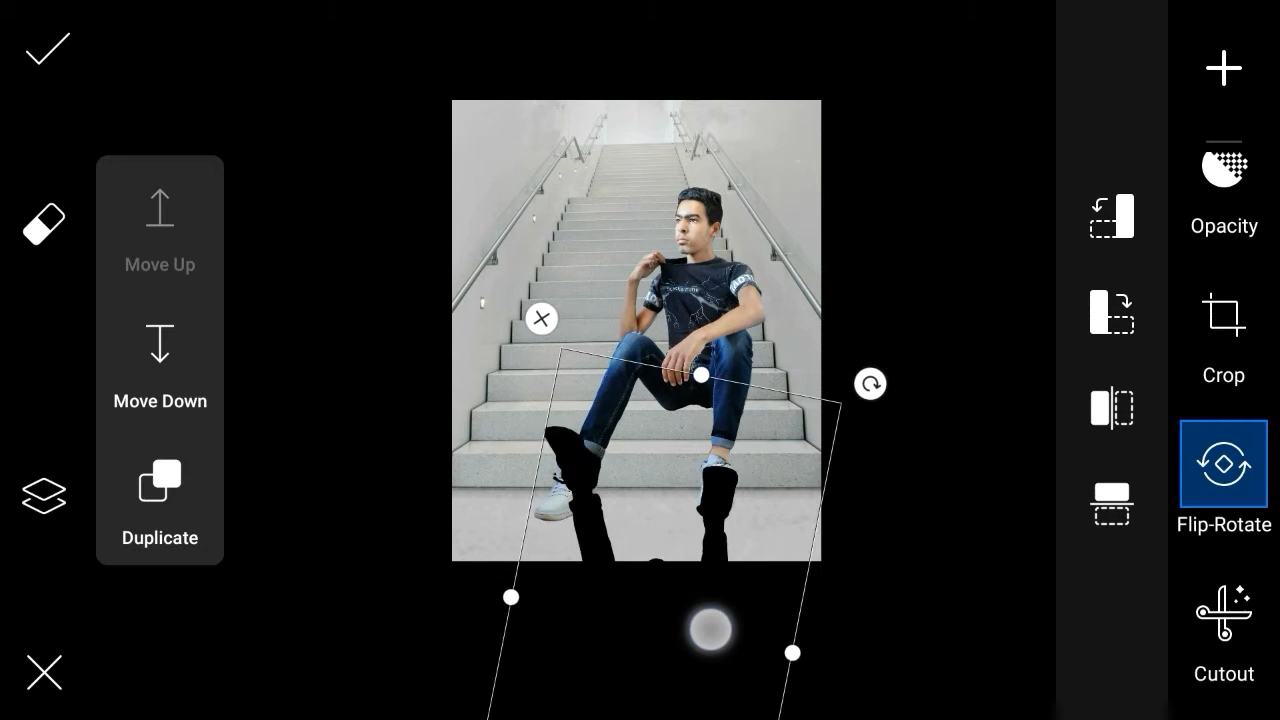 Move Up
Move Down
Duplicate
Opacity
Crop
Flip-Rotate
Cutout